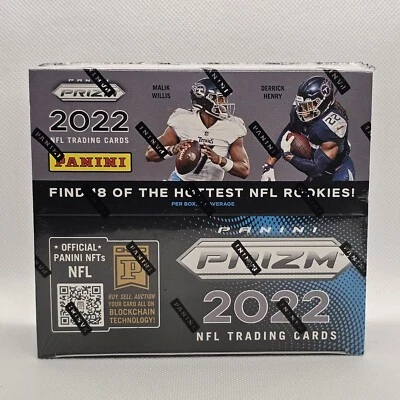 PANINI
PRIZM
2022
NFL TRADING CARDS
PANINI
MALIK
WILLIS
DERRICK
HENRY
FIND 18 OF THE HOTTEST NFL ROOKIES!
PER BOX, AVERAGE
OFFICIAL
PANINI NFTs
NFL
BUY, SELL, AUCTION
YOUR CARD ALL ON
BLOCKCHAIN
TECHNOLOGY!
PANINI
PRIZM
2022
NFL TRADING CARDS